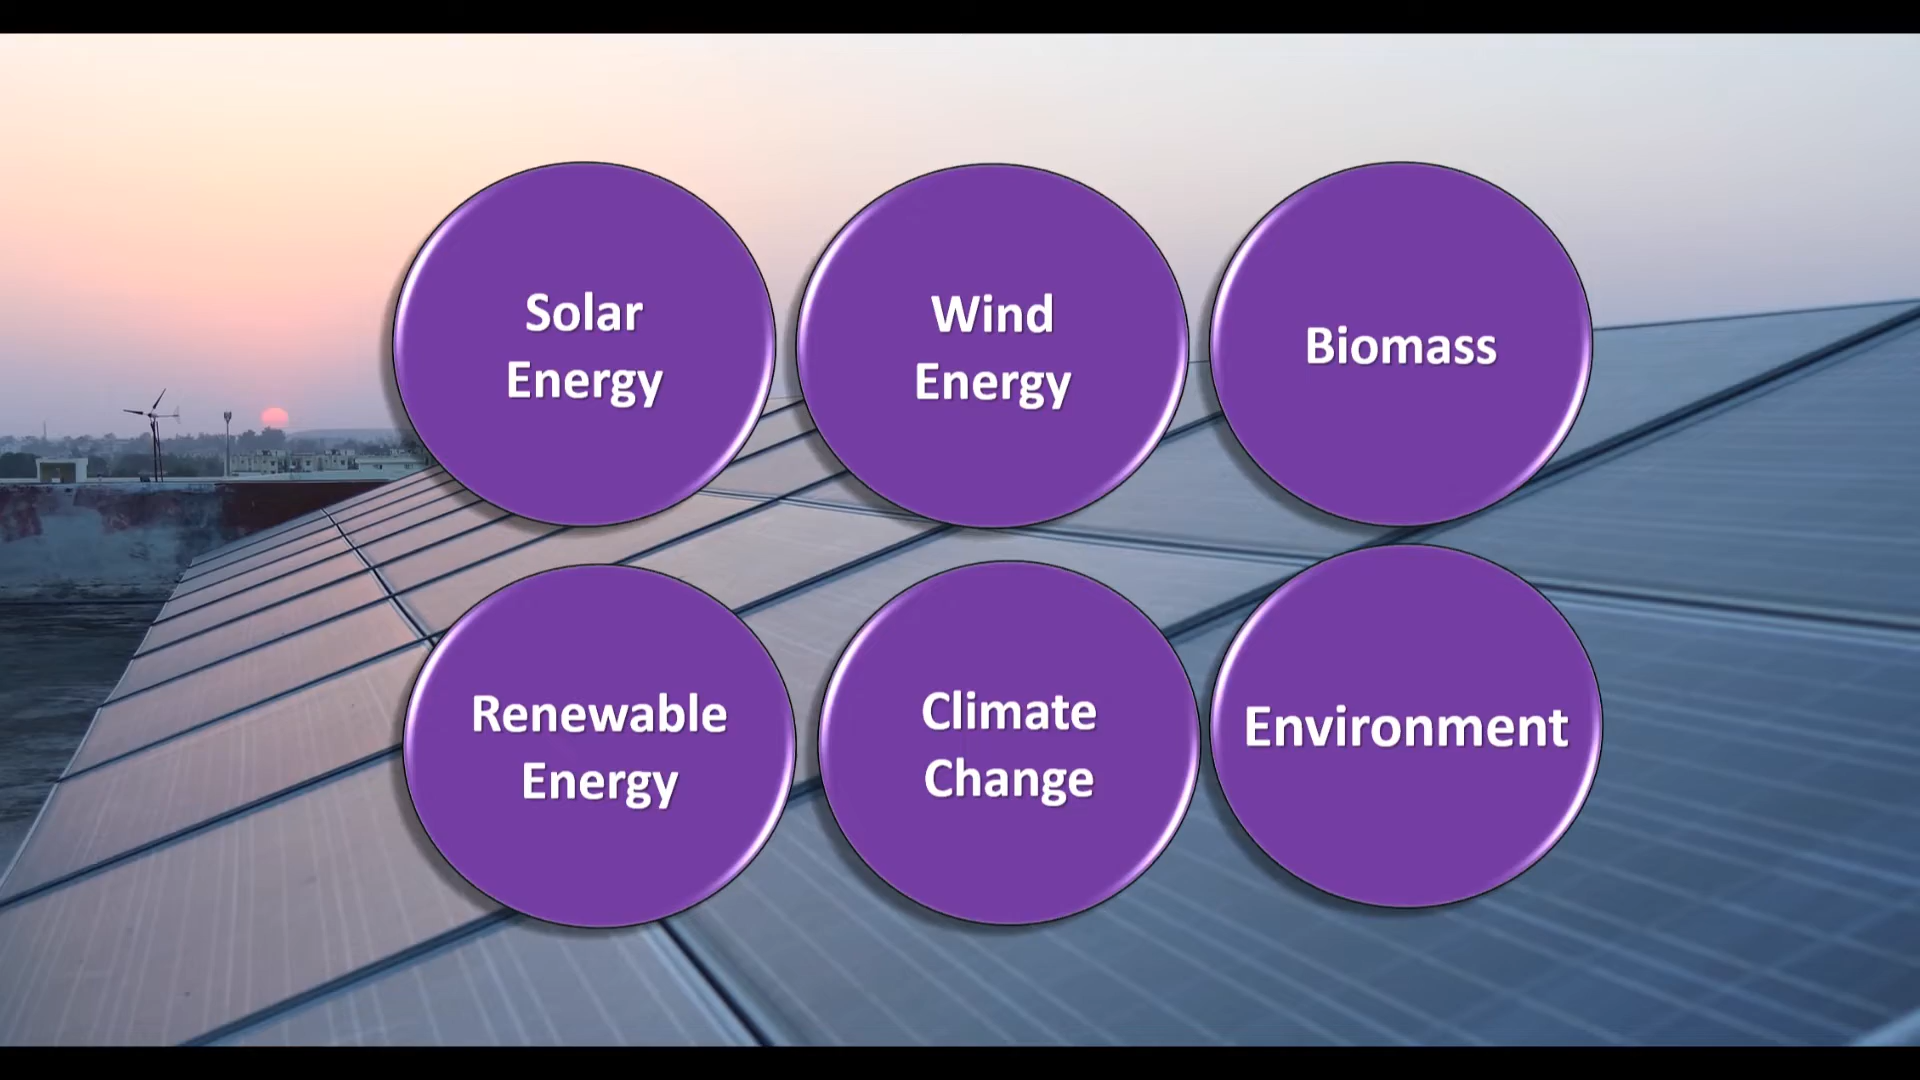 Solar
Energy
Wind
Energy
Biomass
Renewable
Energy
Climate
Change
Environment